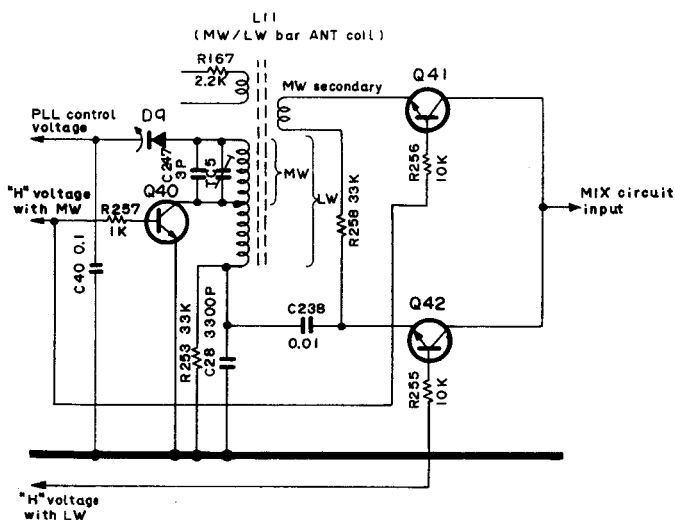 L11
(MW/LW bar ANT coil)
R167
2.2K
MW secondary
Q41
PLL control
voltage
D9
C247
3P
TC5
MW
LW
R256
10K
"H" voltage
with MW
R257
1K
Q40
R258 33K
MIX circuit
input
C40 0.1
R253 33K
C28 3300P
C238
0.01
Q42
R255
10K
"H" voltage
with LW